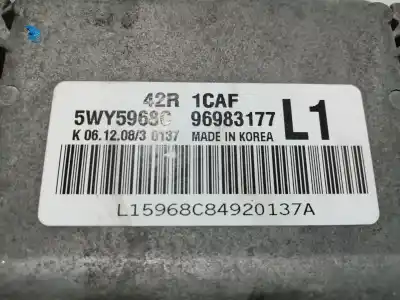 42R 1CAF
5WY5968C 96983177 L1
K 06.12.08/3 0137 MADE IN KOREA
L15968C84920137A